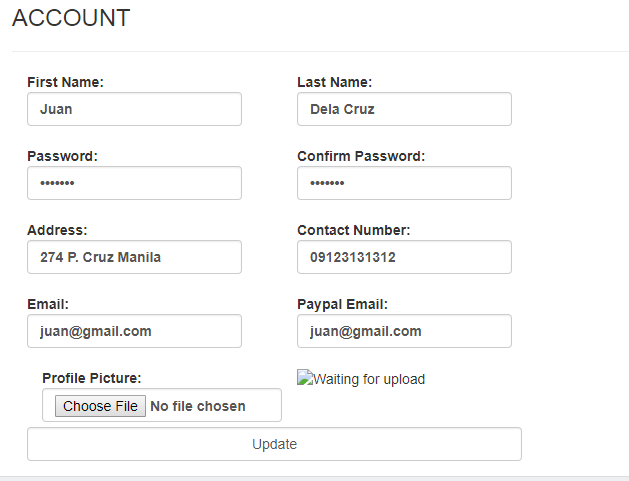 ACCOUNT
First Name: Last Name:
Juan Dela Cruz
Password: Confirm Password:
••••••• •••••••
Address: Contact Number:
274 P. Cruz Manila 09123131312
Email: Paypal Email:
juan@gmail.com juan@gmail.com
Profile Picture: Waiting for upload
Choose File No file chosen
Update